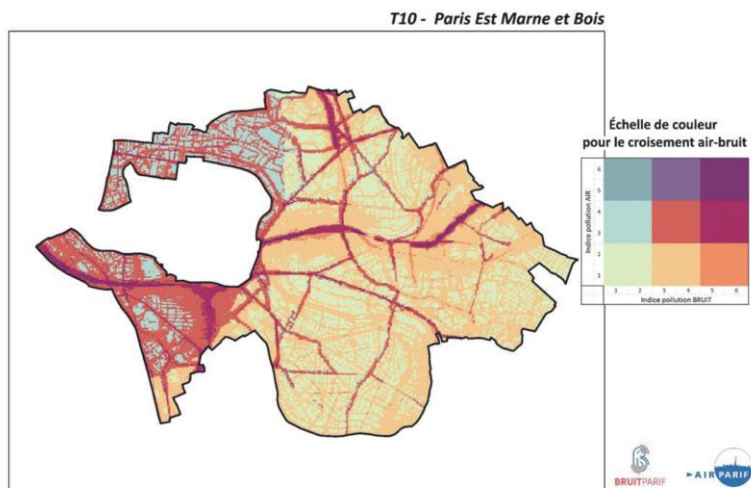 T10 - Paris Est Marne et Bois
Échelle de couleur
pour le croisement air-bruit
Indice pollution AIR
6
5
4
3
2
1
1 2 3 4 5 6
Indice pollution BRUIT
BRUITPARIF
AIRPARIF